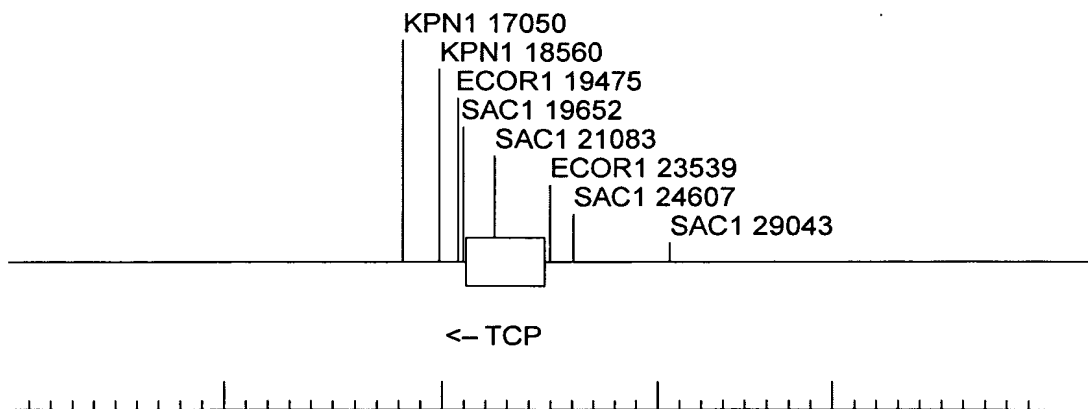 KPN1 17050
KPN1 18560
ECOR1 19475
SAC1 19652
SAC1 21083
ECOR1 23539
SAC1 24607
SAC1 29043
<-- TCP